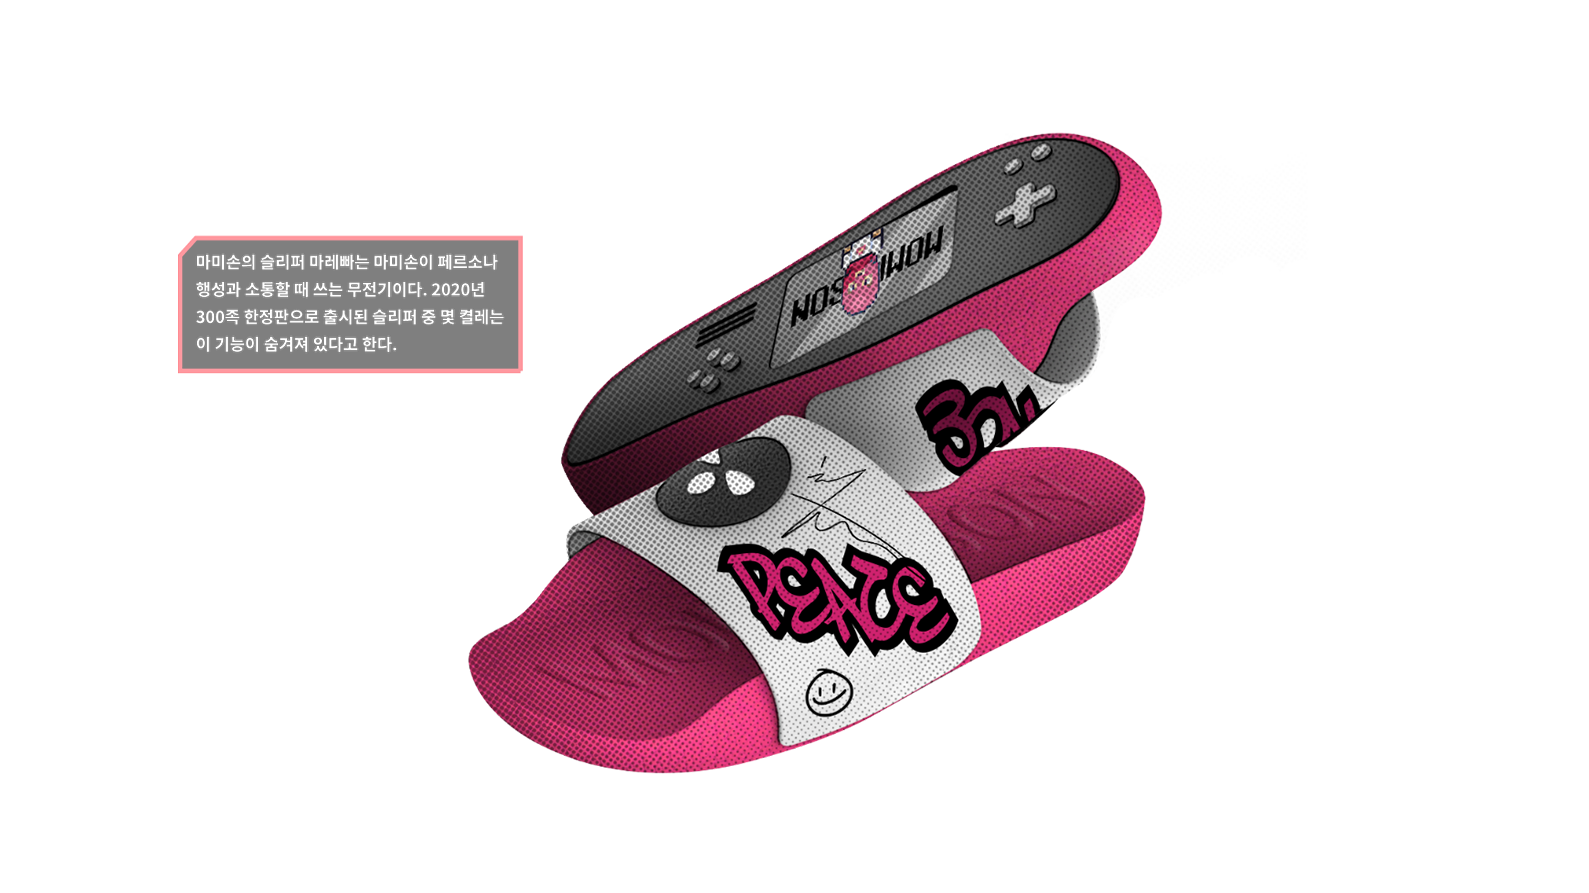 마미손의 슬리퍼 마레빠는 마미손이 페르소나
행성과 소통할 때 쓰는 무전기이다. 2020년
300족 한정판으로 출시된 슬리퍼 중 몇 켤레는
이 기능이 숨겨져 있다고 한다.
PEACE